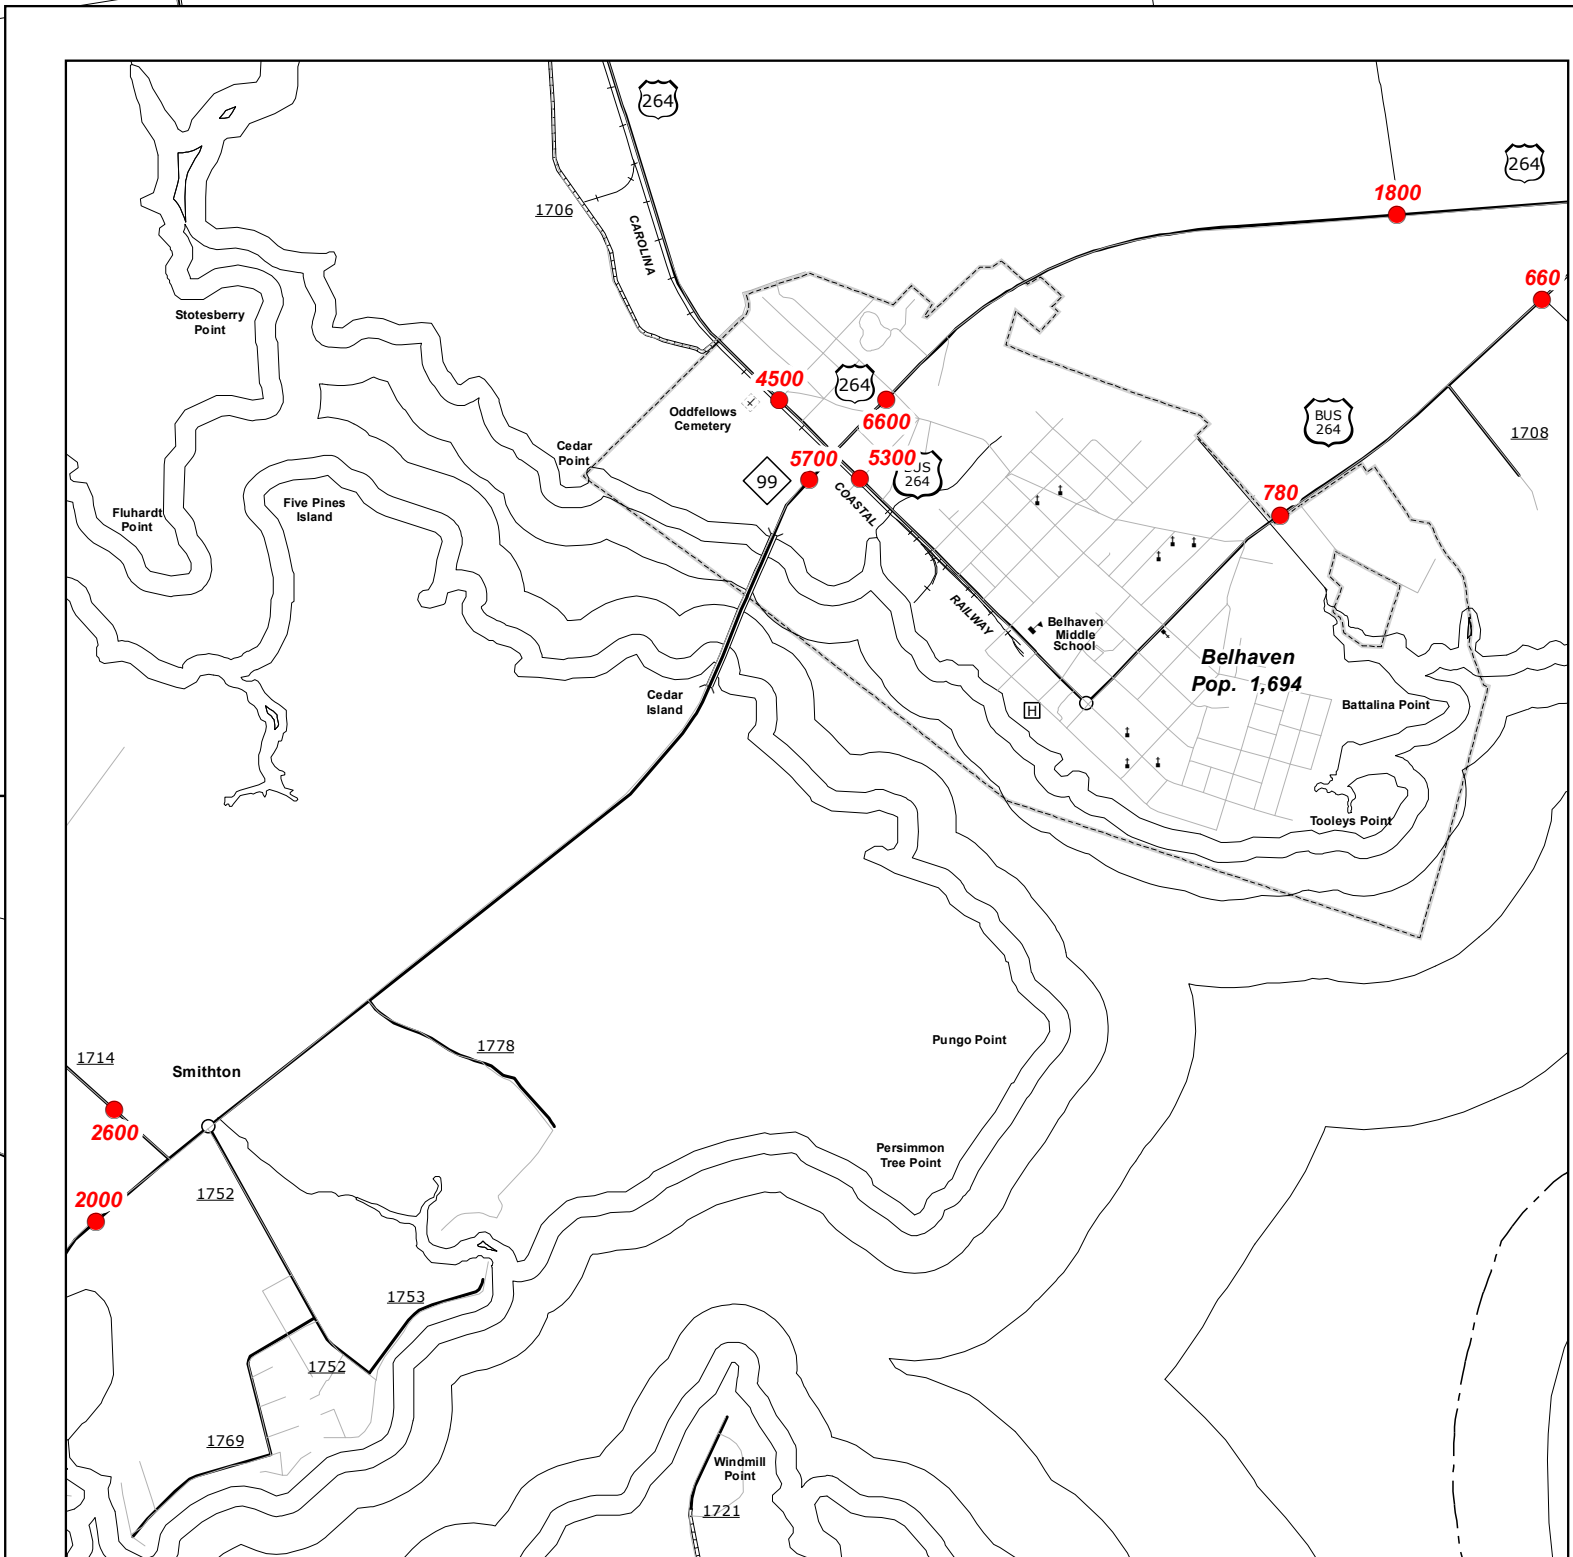 264
264
1706
1800
CAROLINA
660
Stotesberry
Point
4500
264
Oddfellows
Cemetery
6600
BUS
264
1708
Cedar
Point
5700
5300
99
264
COASTAL
780
Five Pines
Island
Fluhardt
Point
RAILWAY
Belhaven
Middle
School
Belhaven
Pop. 1,694
Cedar
Island
H
Battalina Point
Tooleys Point
Pungo Point
1778
1714
Smithton
2600
Persimmon
Tree Point
1752
2000
1753
1752
1769
Windmill
Point
1721